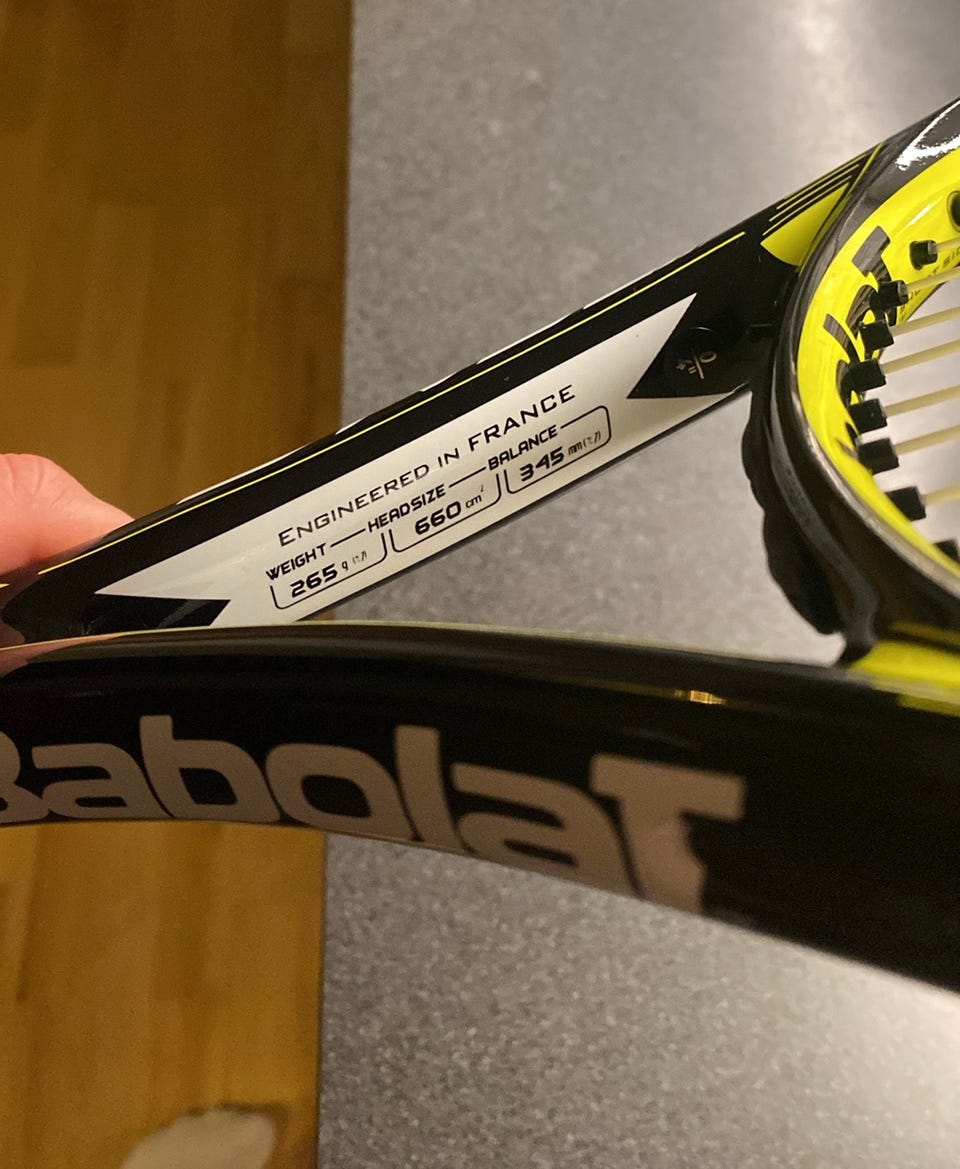 ENGINEERED IN FRANCE
WEIGHT HEADSIZE BALANCE
265 g 660 cm² 345 mm
Babolat